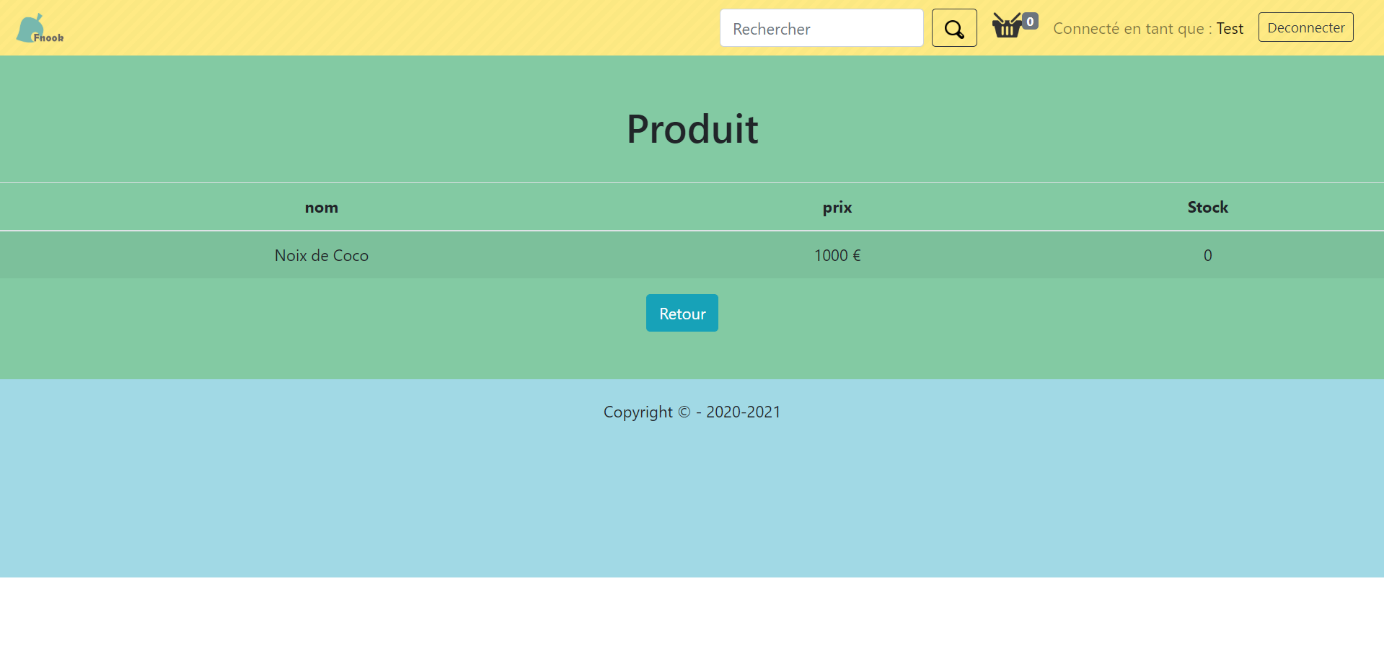 Fnook
Rechercher
0
Connecté en tant que : Test
Deconnecter
Produit
nom prix Stock
Noix de Coco 1000 € 0
Retour
Copyright © - 2020-2021